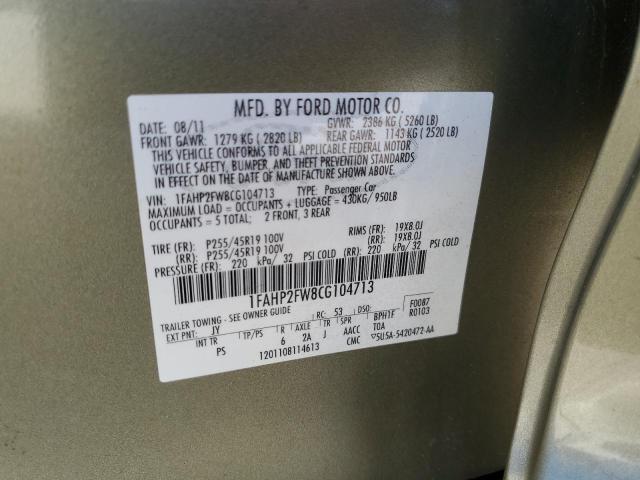 MFD. BY FORD MOTOR CO.
DATE: 08/11 GVWR: 2386 KG ( 5260 LB)
FRONT GAWR: 1279 KG ( 2820 LB) REAR GAWR: 1143 KG ( 2520 LB)
THIS VEHICLE CONFORMS TO ALL APPLICABLE FEDERAL MOTOR
VEHICLE SAFETY, BUMPER, AND THEFT PREVENTION STANDARDS
IN EFFECT ON THE DATE OF MANUFACTURE SHOWN ABOVE.
VIN: 1FAHP2FW8CG104713 TYPE: Passenger Car
MAXIMUM LOAD = OCCUPANTS + LUGGAGE = 430KG/ 950LB
OCCUPANTS = 5 TOTAL; 2 FRONT, 3 REAR
TIRE (FR): P255/45R19 100V RIMS (FR): 19X8.0J
(RR): P255/45R19 100V (RR): 19X8.0J
PRESSURE (FR): 220 kPa/ 32 PSI COLD (RR): 220 kPa/ 32 PSI COLD
1FAHP2FW8CG104713
TRAILER TOWING - SEE OWNER GUIDE RC: 53 DSO: F0087
EXT PNT: JY R0103
INT TR TP/PS R AXLE TR SPR BPH1F
PS 6 2A J AACC TOA
1201108114613 CMC ▽5U5A-5420472-AA